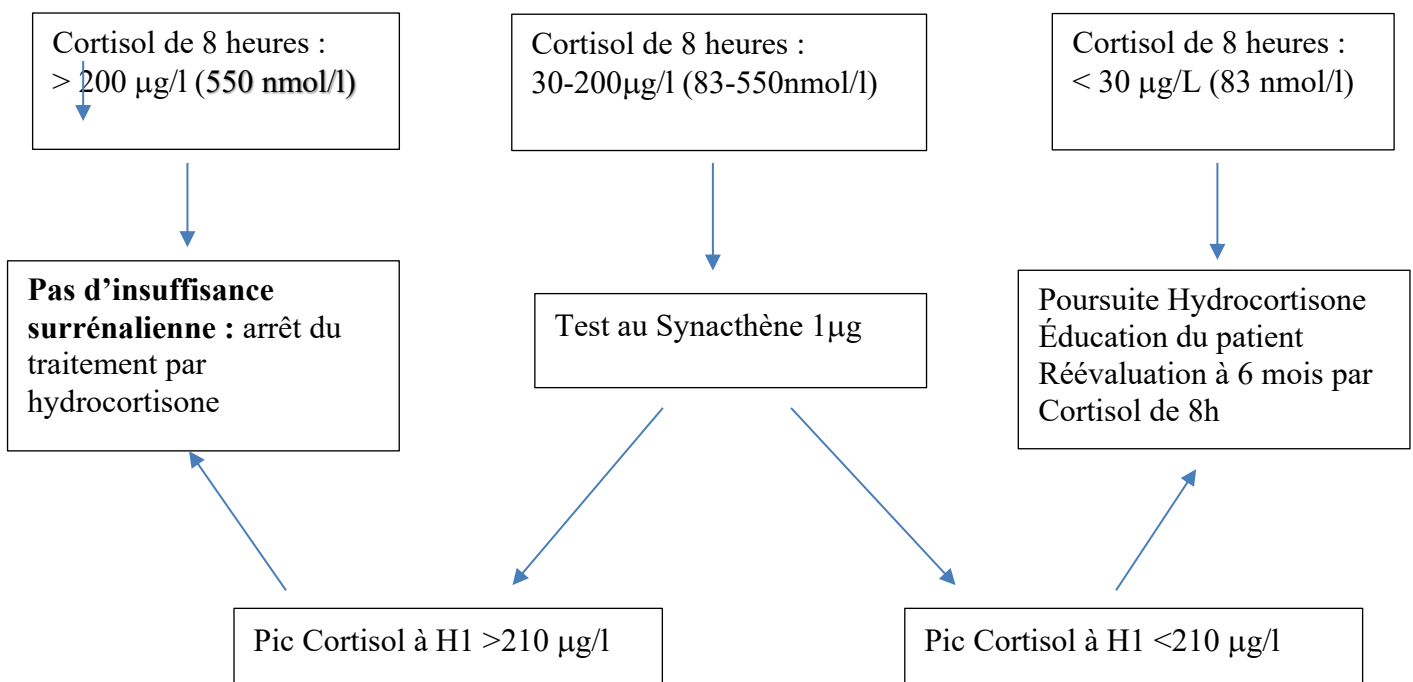 Cortisol de 8 heures :
> 200 µg/l (550 nmol/l)
Cortisol de 8 heures :
30-200µg/l (83-550nmol/l)
Cortisol de 8 heures :
< 30 µg/L (83 nmol/l)
Pas d’insuffisance
surrénalienne : arrêt du
traitement par
hydrocortisone
Test au Synacthène 1µg
Poursuite Hydrocortisone
Éducation du patient
Réévaluation à 6 mois par
Cortisol de 8h
Pic Cortisol à H1 >210 µg/l
Pic Cortisol à H1 <210 µg/l